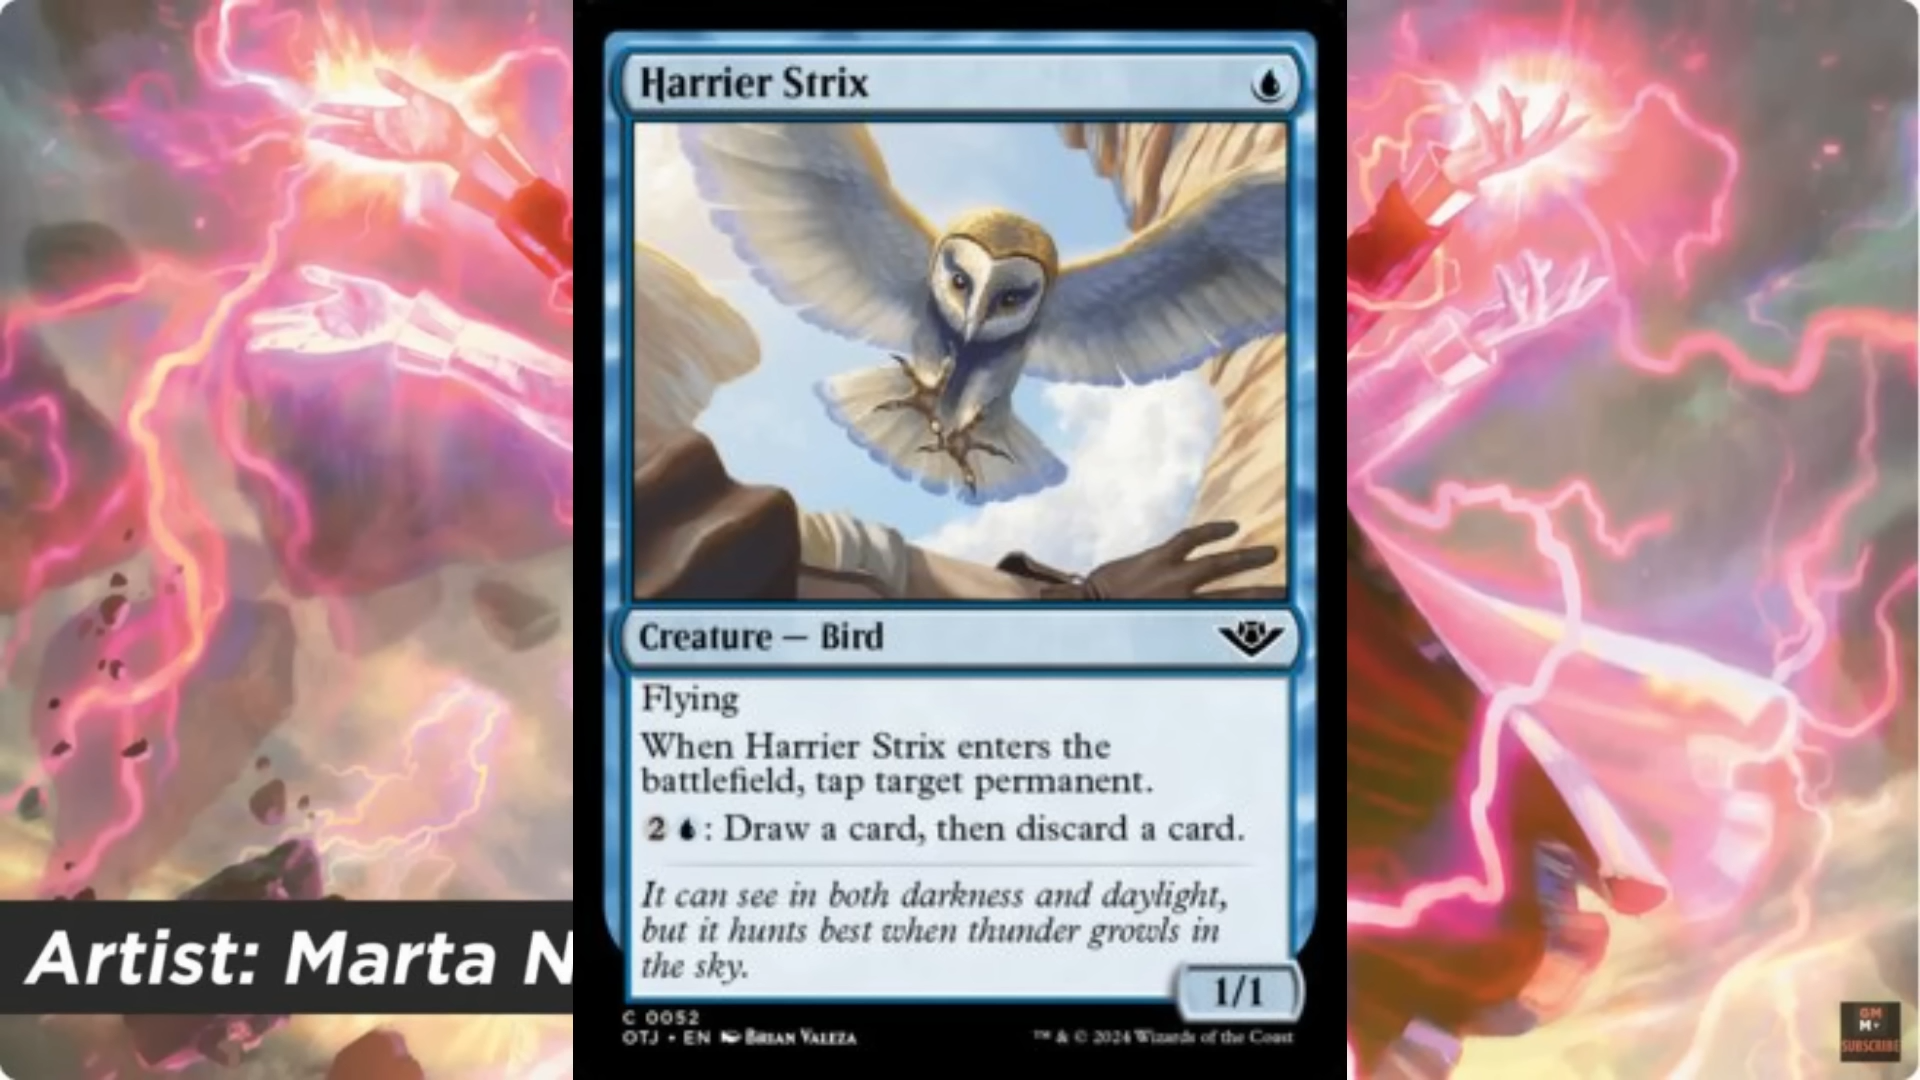 Harrier Strix
Creature — Bird
Flying
When Harrier Strix enters the
battlefield, tap target permanent.
2 : Draw a card, then discard a card.
It can see in both darkness and daylight,
but it hunts best when thunder growls in
the sky.
1/1
C 0052
OTJ • EN Brian Valeza
™ & © 2024 Wizards of the Coast
Artist: Marta N
GM
M+
SUBSCRIBE